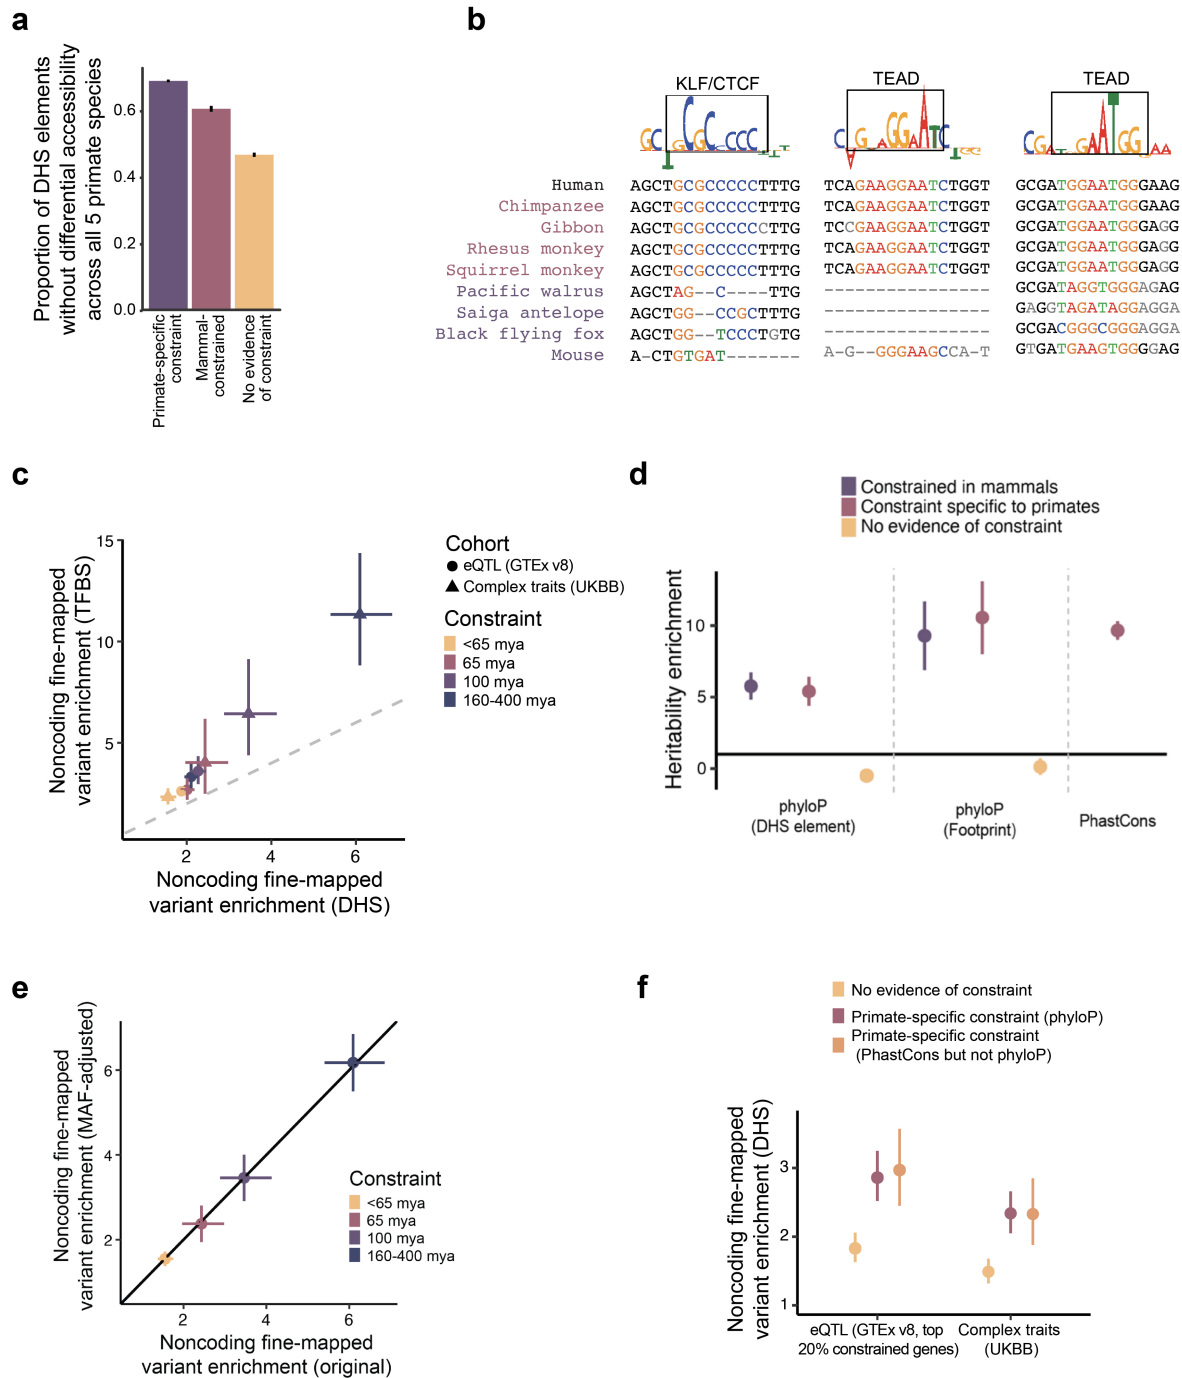 a
Proportion of DHS elements
without differential accessibility
across all 5 primate species
0.6
0.4
0.2
0.0
Primate-specific
constraint
Mammal-
constrained
No evidence
of constraint
b
KLF/CTCF
TEAD
TEAD
Human AGCTGCGCCCCCTTTG TCAGAAGGAATCTGGT GCGATGGAATGGGAAG
Chimpanzee AGCTGCGCCCCCTTTG TCAGAAGGAATCTGGT GCGATGGAATGGGAAG
Gibbon AGCTGCGCCCCCCTTG TCCGAAGGAATCTGGT GCGATGGAATGGGAGG
Rhesus monkey AGCTGCGCCCCCTTTG TCAGAAGGAATCTGGT GCGATGGAATGGGAGG
Squirrel monkey AGCTGCGCCCCCTTTG TCAGAAGGAATCTGGT GCGATGGAATGGGAGG
Pacific walrus AGCTAG--C----TTG ---------------- GCGATAGGTGGGAGAG
Saiga antelope AGCTGG--CCGCTTTG ---------------- GAGGTAGATAGGAGGA
Black flying fox AGCTGG--TCCCTGTG ---------------- GCGACGGGCGGGAGGA
Mouse A-CTGTGAT------- A-G--GGGAAGCCA-T GTGATGAAGTGGGGAG
c
Noncoding fine-mapped
variant enrichment (TFBS)
15
10
5
2
4
6
Noncoding fine-mapped
variant enrichment (DHS)
Cohort
eQTL (GTEx v8)
Complex traits (UKBB)
Constraint
<65 mya
65 mya
100 mya
160-400 mya
d
Constrained in mammals
Constraint specific to primates
No evidence of constraint
Heritability enrichment
10
5
0
phyloP
(DHS element)
phyloP
(Footprint)
PhastCons
e
Noncoding fine-mapped
variant enrichment (MAF-adjusted)
6
4
2
2
4
6
Noncoding fine-mapped
variant enrichment (original)
Constraint
<65 mya
65 mya
100 mya
160-400 mya
f
No evidence of constraint
Primate-specific constraint (phyloP)
Primate-specific constraint
(PhastCons but not phyloP)
Noncoding fine-mapped
variant enrichment (DHS)
3
2
1
eQTL (GTEx v8, top
20% constrained genes)
Complex traits
(UKBB)